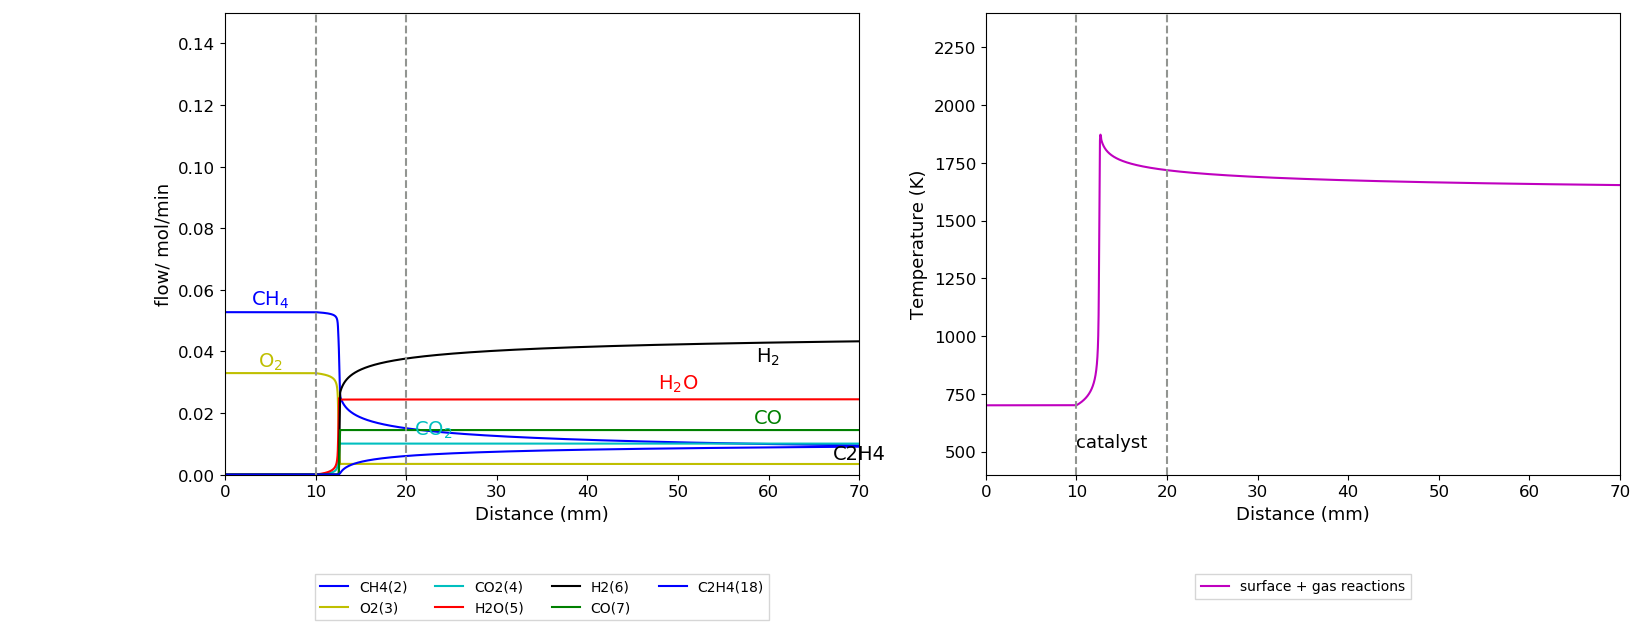 0.14
0.12
0.10
0.08
0.06
0.04
0.02
0.00
flow/ mol/min
CH₄
O₂
CO₂
H₂
H₂O
CO
C2H4
0 10 20 30 40 50 60 70
Distance (mm)
CH4(2) CO2(4) H2(6) C2H4(18)
O2(3) H2O(5) CO(7)
2250
2000
1750
1500
1250
1000
750
500
Temperature (K)
catalyst
0 10 20 30 40 50 60 70
Distance (mm)
surface + gas reactions